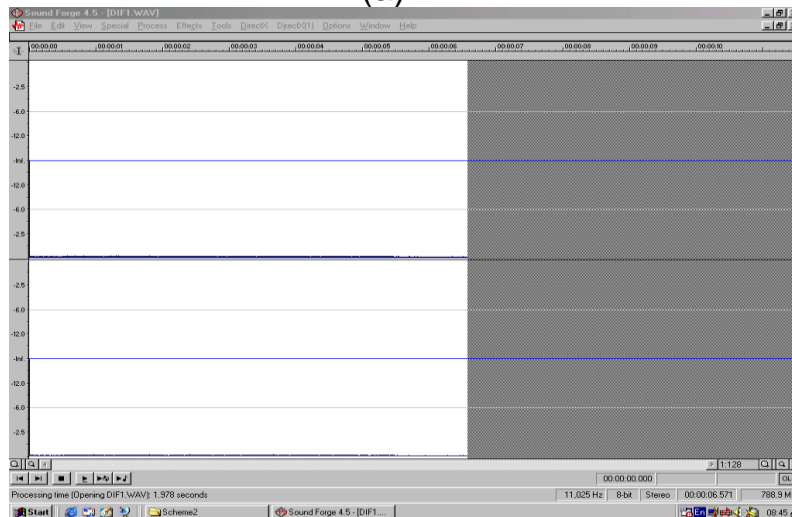 (a)
Sound Forge 4.5 - [DIF1.WAV]
File Edit View Special Process Effects Tools DirectX DirectX(1) Options Window Help
00:00:00 00:00:01 00:00:02 00:00:03 00:00:04 00:00:05 00:00:06 00:00:07 00:00:08 00:00:09 00:00:10
-2.5
-6.0
-12.0
-Inf.
-12.0
-6.0
-2.5
-2.5
-6.0
-12.0
-Inf.
-12.0
-6.0
-2.5
1:128
00:00:00.000
Processing time (Opening DIF1.WAV): 1.978 seconds 11,025 Hz 8-bit Stereo 00:00:06.571 788.9 M
Start Scheme2 Sound Forge 4.5 - [DIF1.... En 08:45